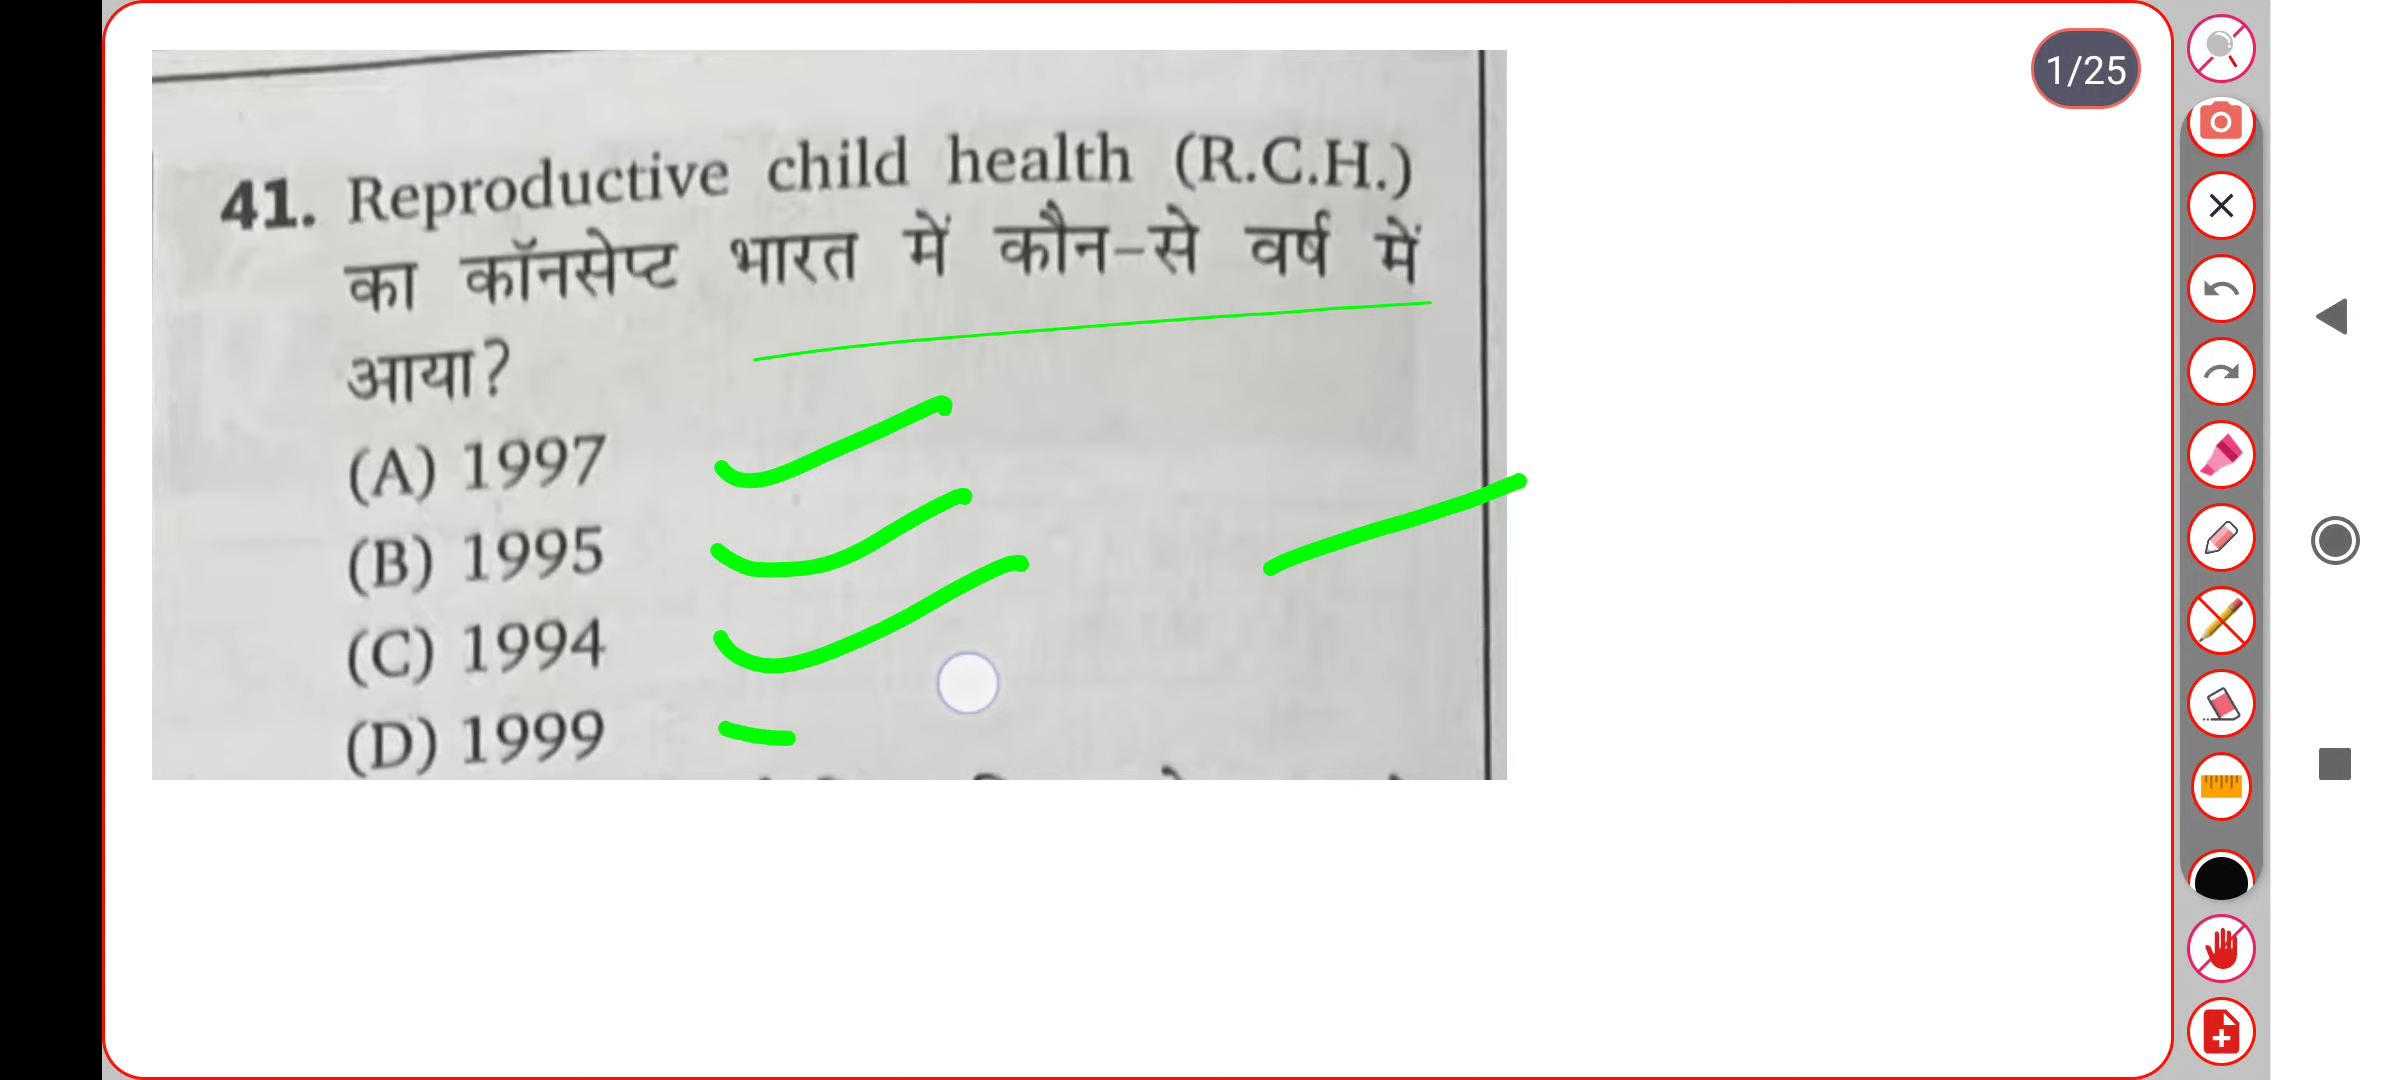 1/25
41. Reproductive child health (R.C.H.)
का कॉनसेप्ट भारत में कौन-से वर्ष में
आया?
(A) 1997
(B) 1995
(C) 1994
(D) 1999